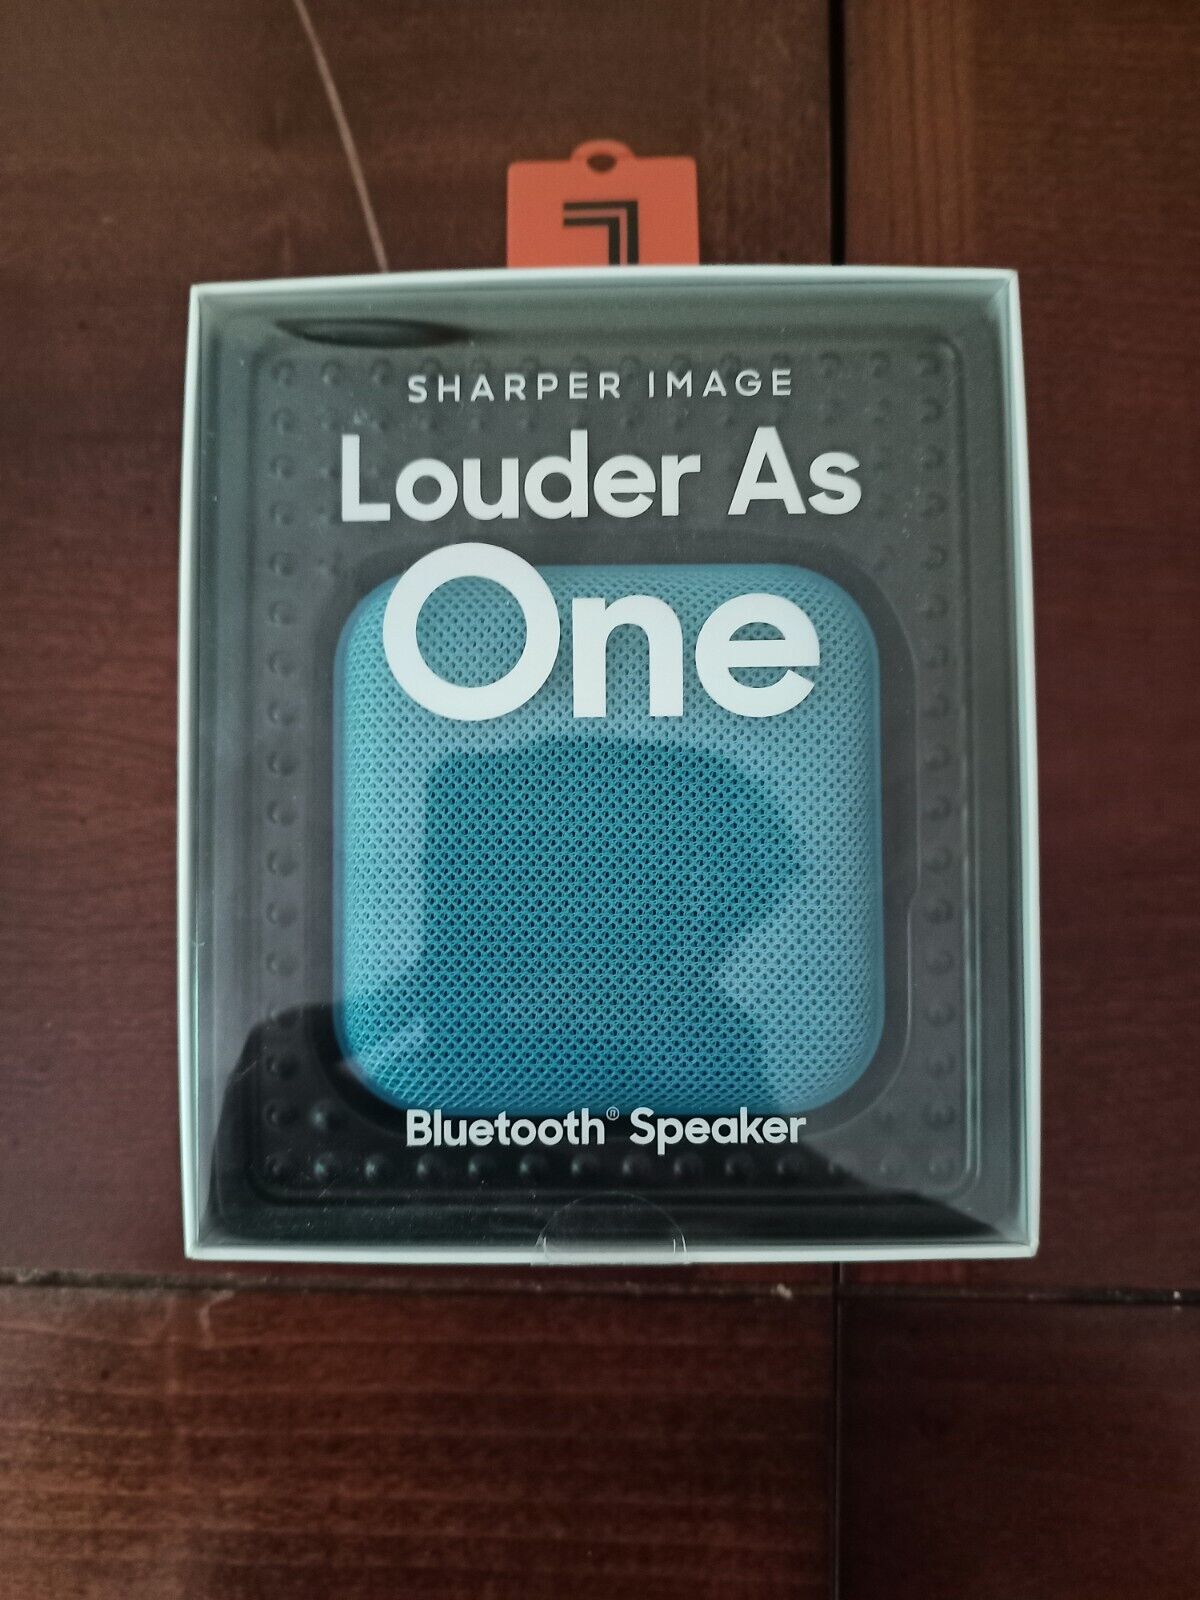 SHARPER IMAGE
Louder As
One
Bluetooth® Speaker